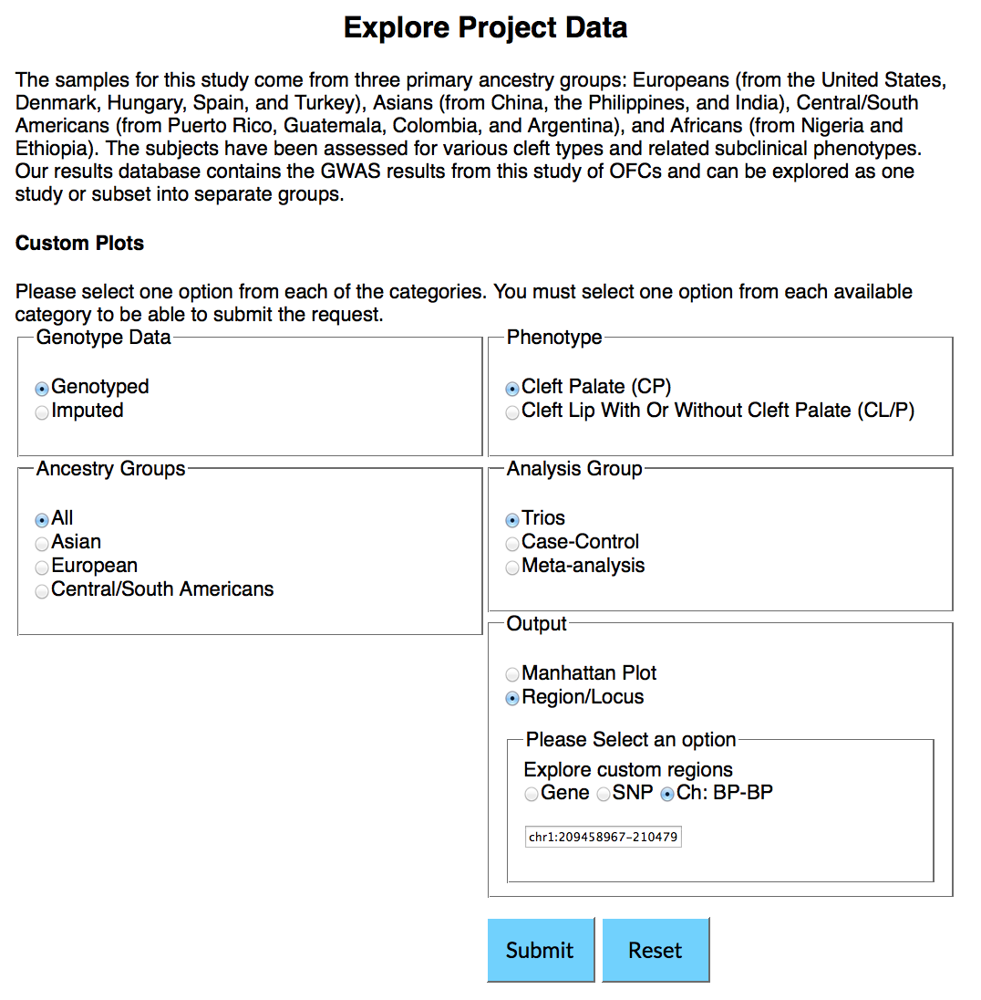 Explore Project Data
The samples for this study come from three primary ancestry groups: Europeans (from the United States,
Denmark, Hungary, Spain, and Turkey), Asians (from China, the Philippines, and India), Central/South
Americans (from Puerto Rico, Guatemala, Colombia, and Argentina), and Africans (from Nigeria and
Ethiopia). The subjects have been assessed for various cleft types and related subclinical phenotypes.
Our results database contains the GWAS results from this study of OFCs and can be explored as one
study or subset into separate groups.
Custom Plots
Please select one option from each of the categories. You must select one option from each available
category to be able to submit the request.
Genotype Data
Genotyped
Imputed
Phenotype
Cleft Palate (CP)
Cleft Lip With Or Without Cleft Palate (CL/P)
Ancestry Groups
All
Asian
European
Central/South Americans
Analysis Group
Trios
Case-Control
Meta-analysis
Output
Manhattan Plot
Region/Locus
Please Select an option
Explore custom regions
Gene SNP Ch: BP-BP
chr1:209458967-210479
Submit Reset